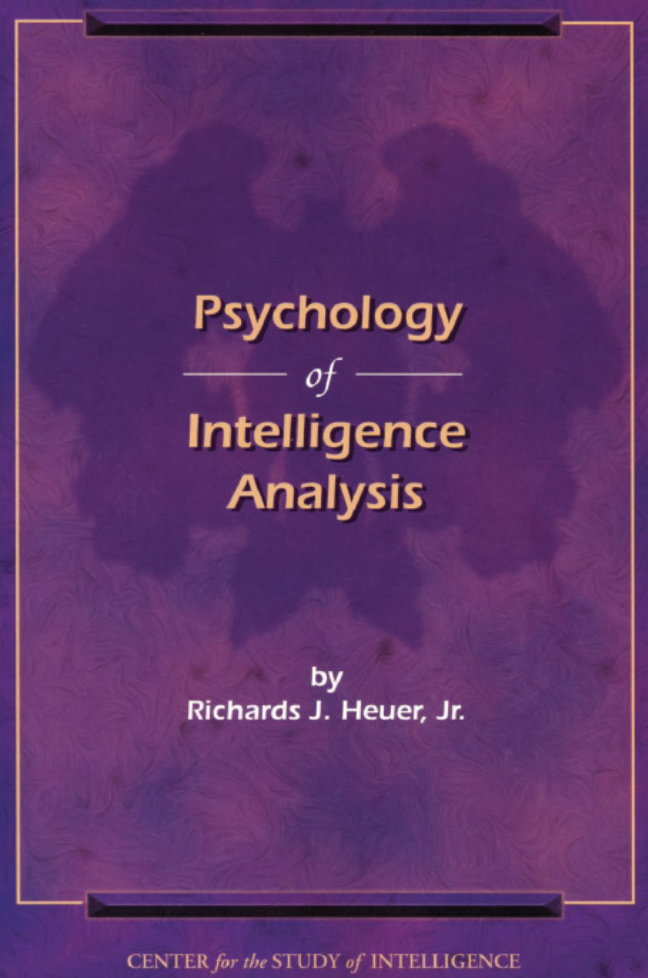 Psychology
of
Intelligence
Analysis
by
Richards J. Heuer, Jr.
CENTER for the STUDY of INTELLIGENCE